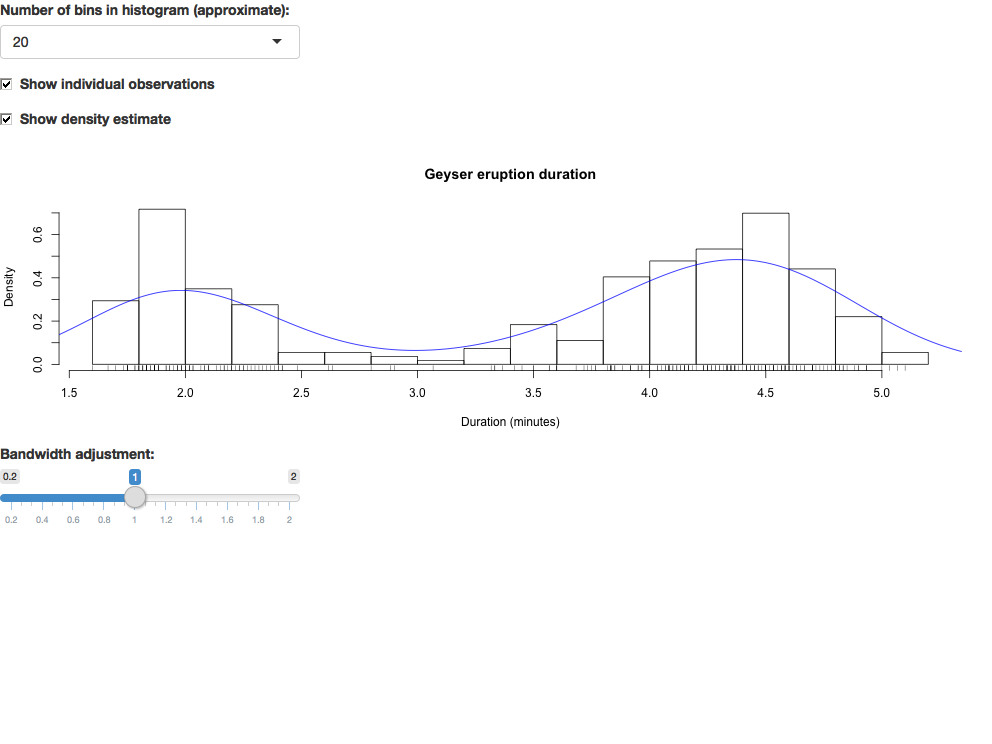 Number of bins in histogram (approximate):
20
Show individual observations
Show density estimate
Geyser eruption duration
Density
0.0 0.2 0.4 0.6
1.5 2.0 2.5 3.0 3.5 4.0 4.5 5.0
Duration (minutes)
Bandwidth adjustment:
0.2 1 2
0.2 0.4 0.6 0.8 1 1.2 1.4 1.6 1.8 2